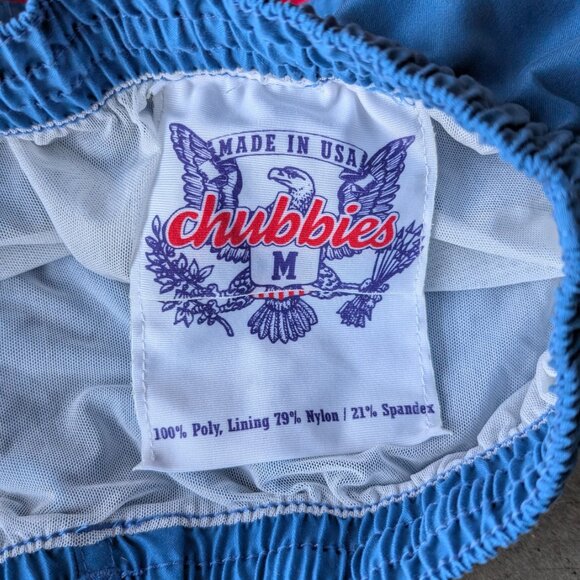 MADE IN USA
chubbies
M
100% Poly, Lining 79% Nylon / 21% Spandex